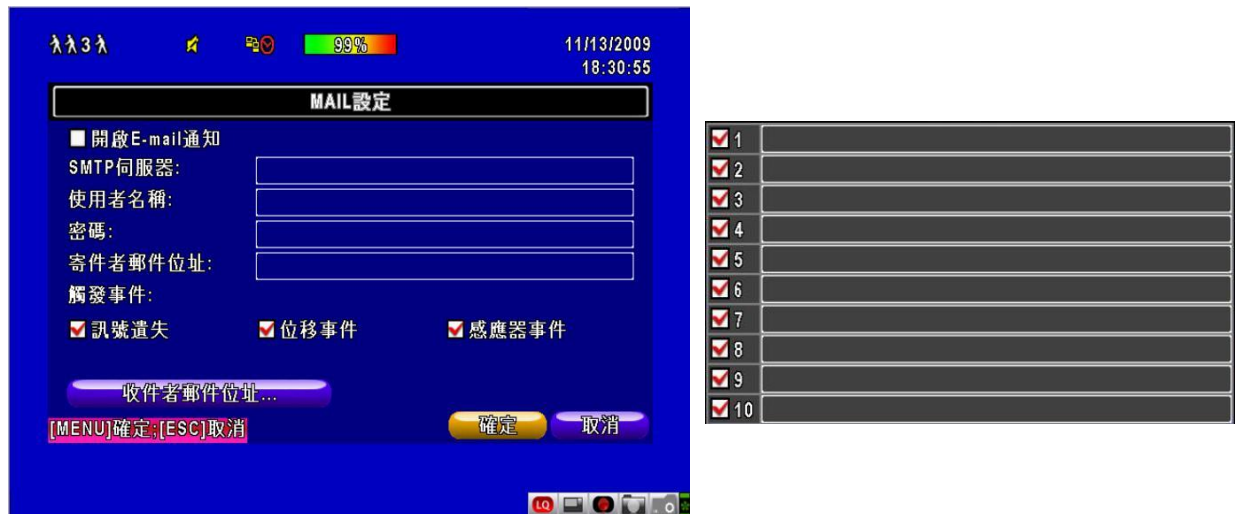 3
99%
11/13/2009
18:30:55
MAIL設定
開啟E-mail通知
SMTP伺服器:
使用者名稱:
密碼:
寄件者郵件位址:
觸發事件:
訊號遺失 位移事件 感應器事件
收件者郵件位址...
[MENU]確定;[ESC]取消 確定 取消
LQ
1
2
3
4
5
6
7
8
9
10